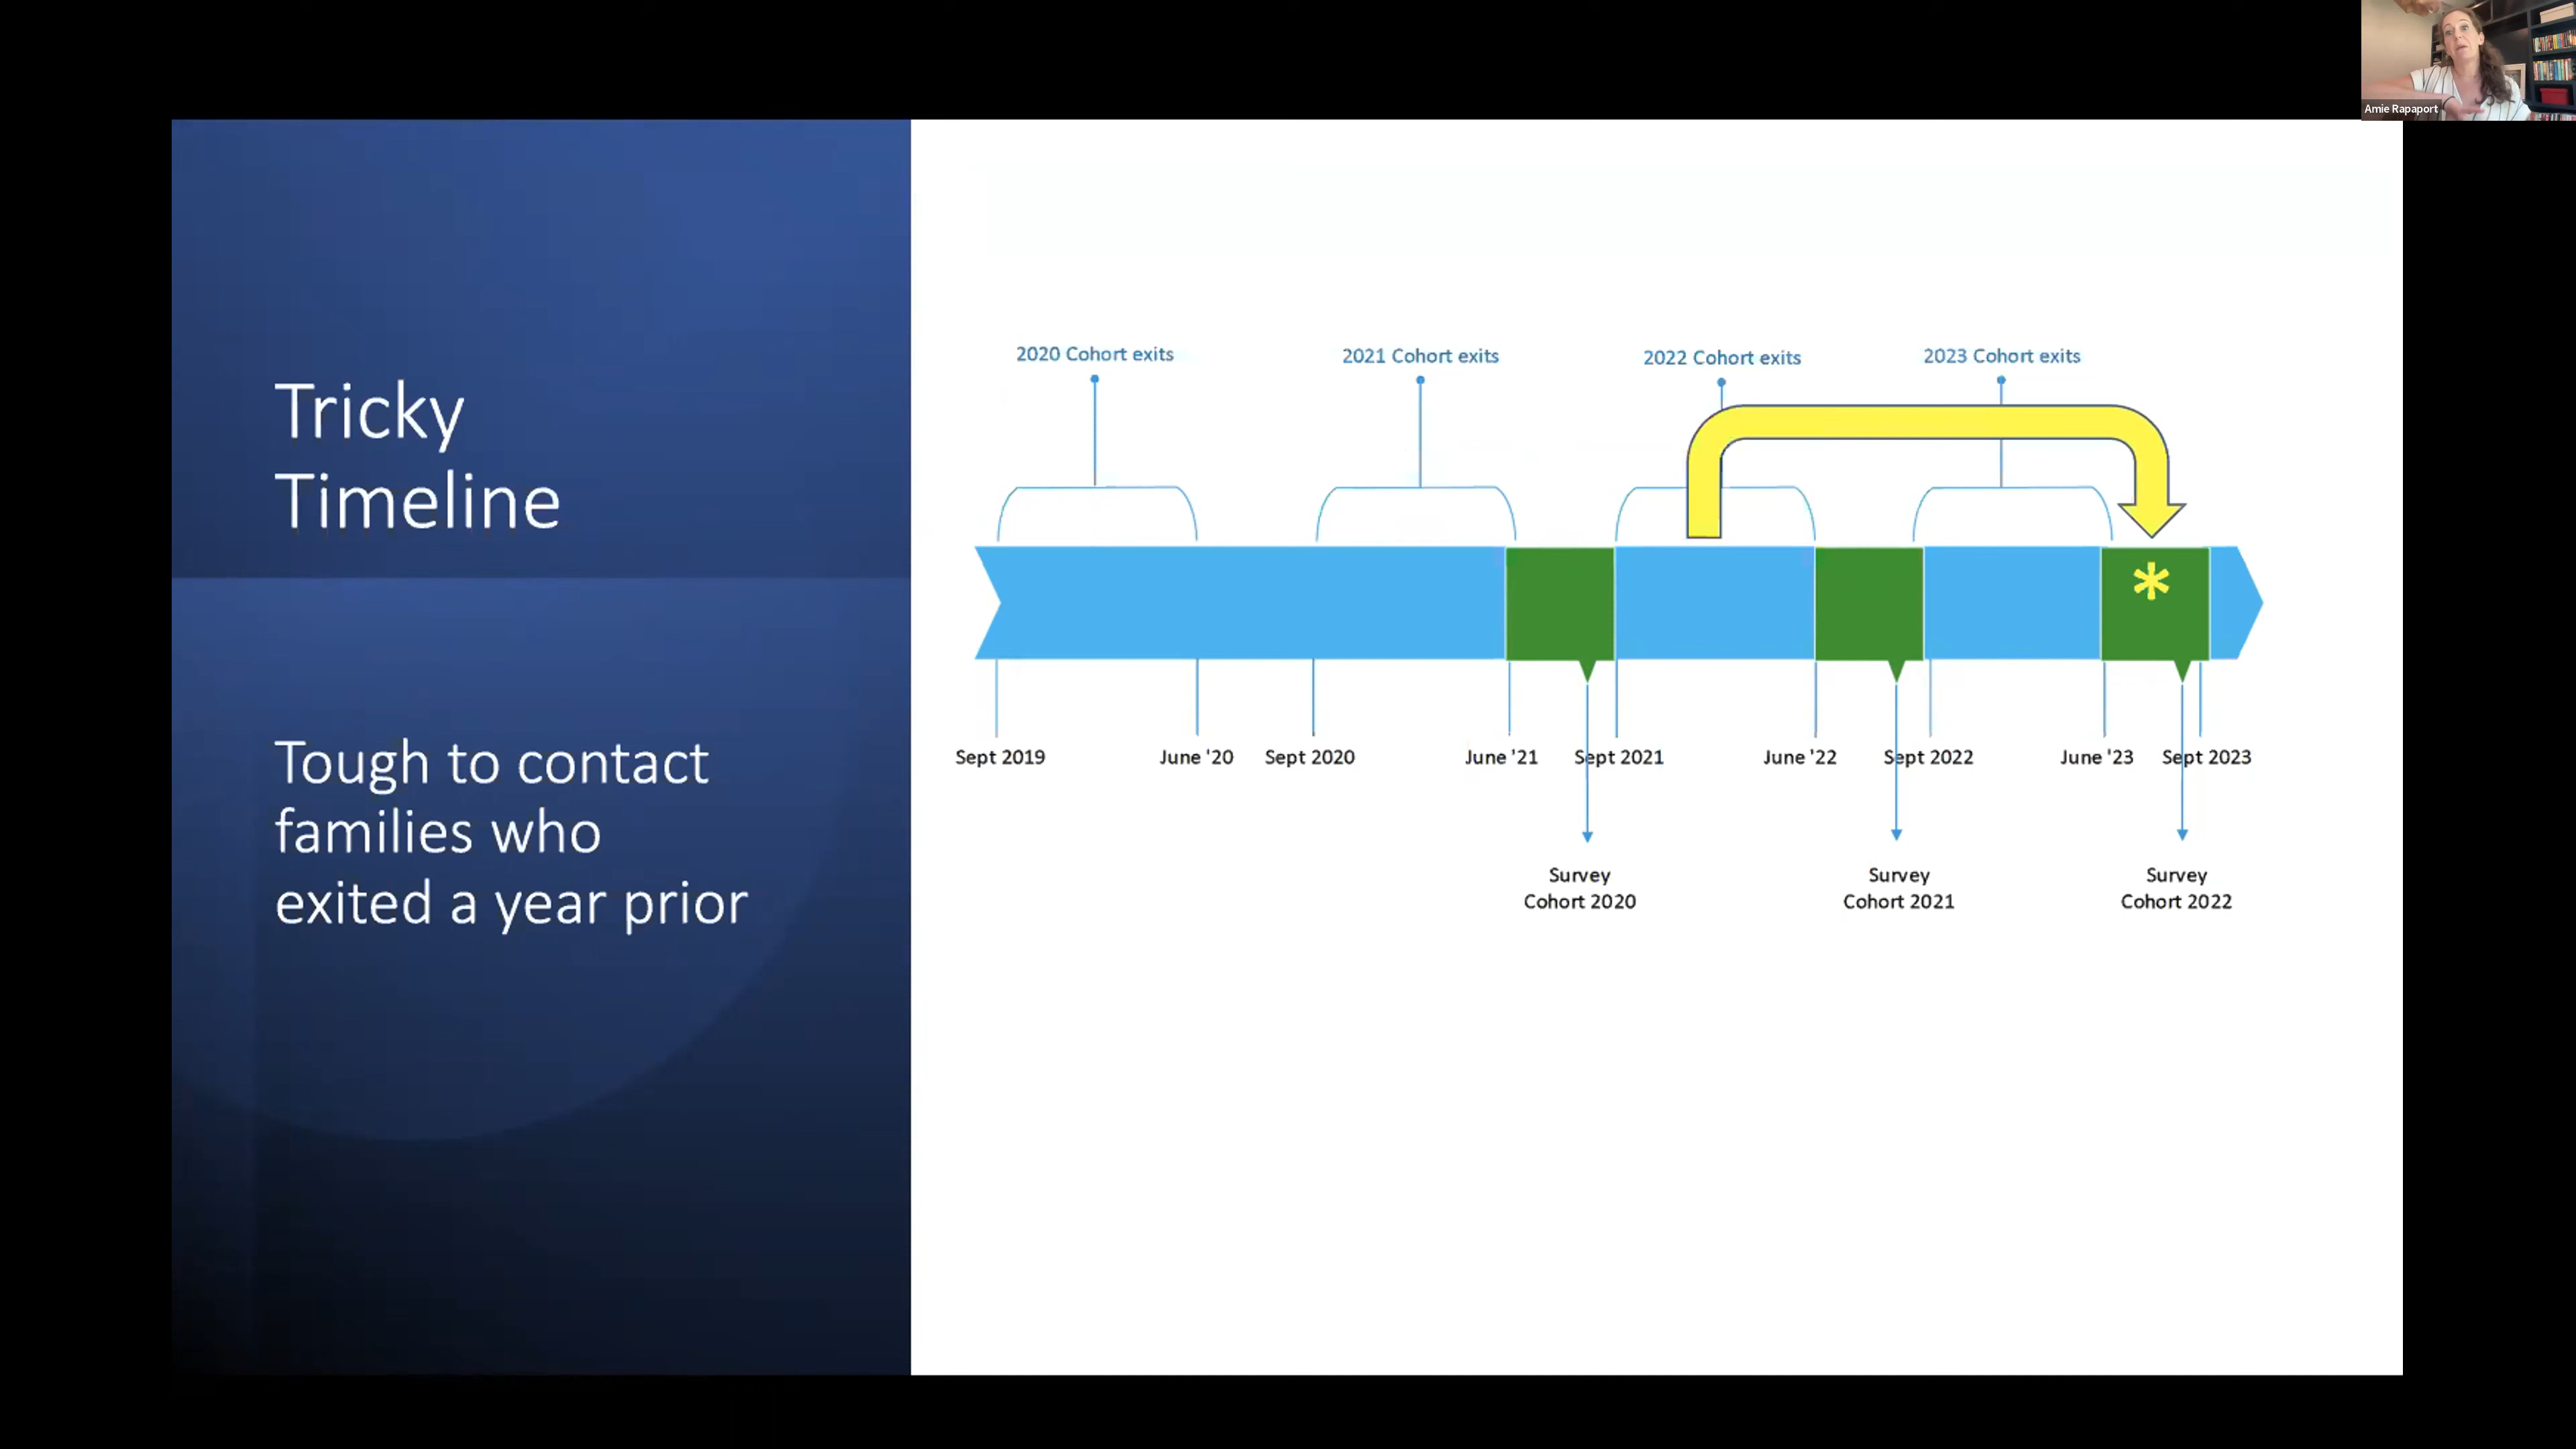 Amie Rapaport
Tricky
Timeline
Tough to contact
families who
exited a year prior
2020 Cohort exits
2021 Cohort exits
2022 Cohort exits
2023 Cohort exits
*
Sept 2019
June '20
Sept 2020
June '21
Sept 2021
June '22
Sept 2022
June '23
Sept 2023
Survey
Cohort 2020
Survey
Cohort 2021
Survey
Cohort 2022